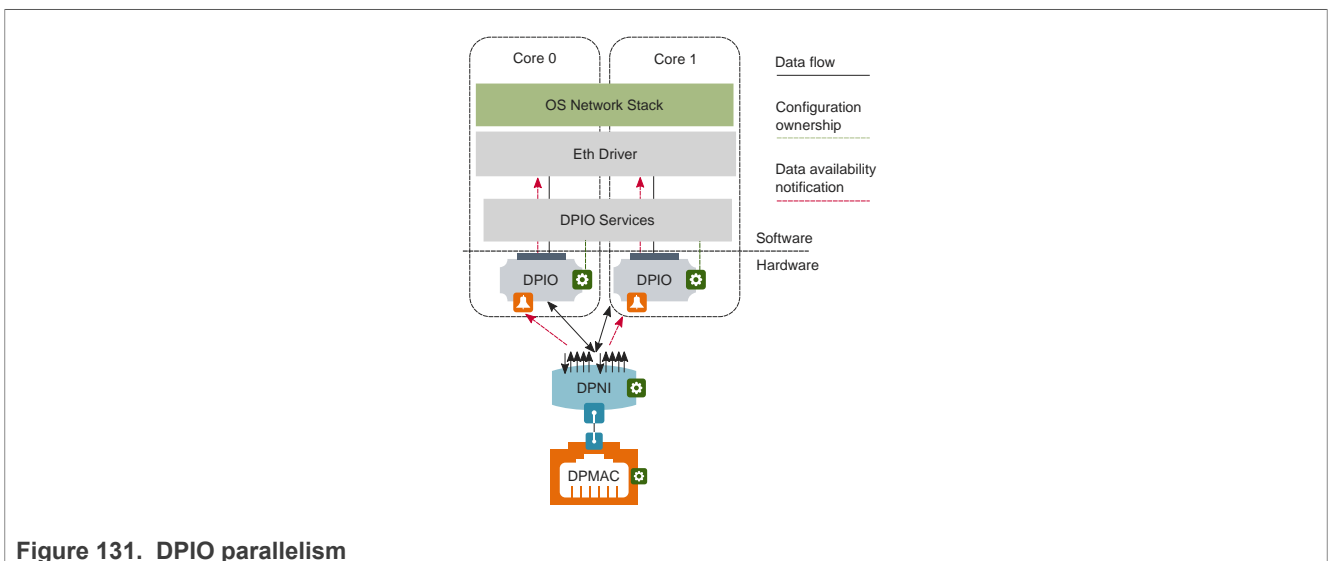 Core 0
Core 1
OS Network Stack
Eth Driver
DPIO Services
DPIO
DPIO
DPNI
DPMAC
Data flow
Configuration
ownership
Data availability
notification
Software
Hardware
Figure 131. DPIO parallelism